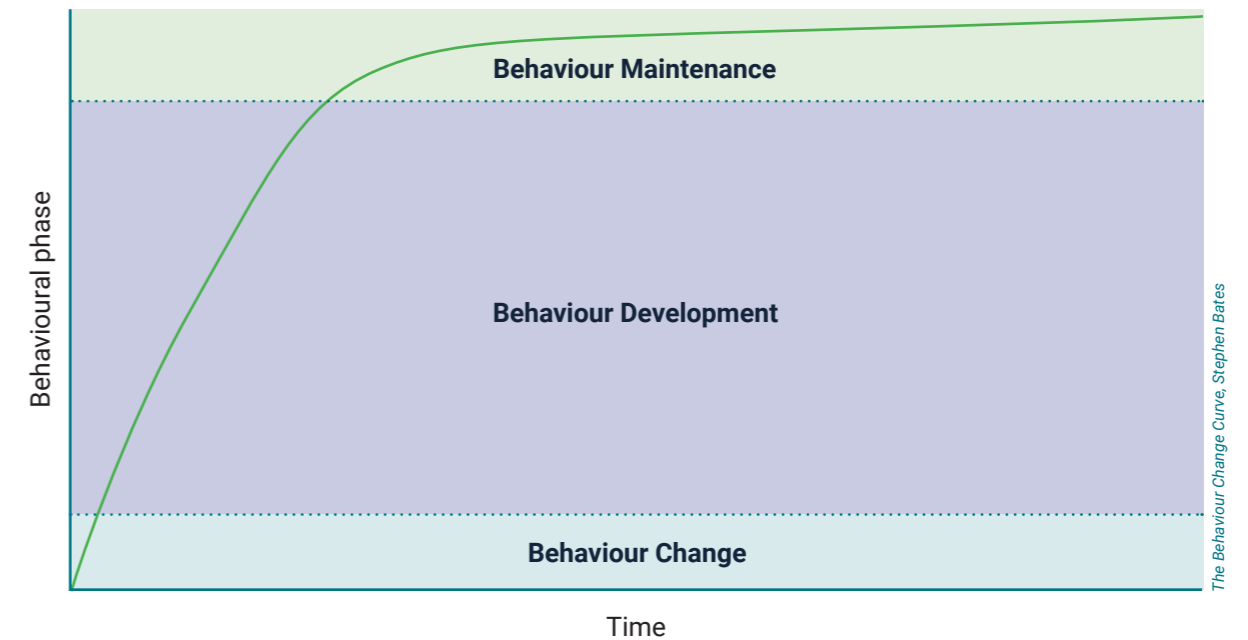 Behaviour Maintenance
Behavioural phase
Behaviour Development
Behaviour Change
Time
The Behaviour Change Curve, Stephen Bates